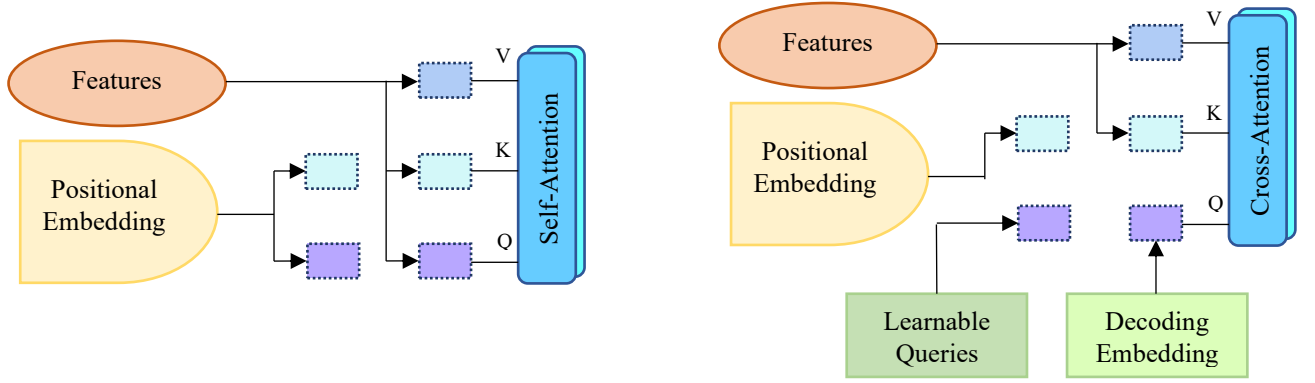 Features
V
Positional
Embedding
K
Q
Self-Attention
Features
V
Positional
Embedding
K
Q
Cross-Attention
Learnable
Queries
Decoding
Embedding